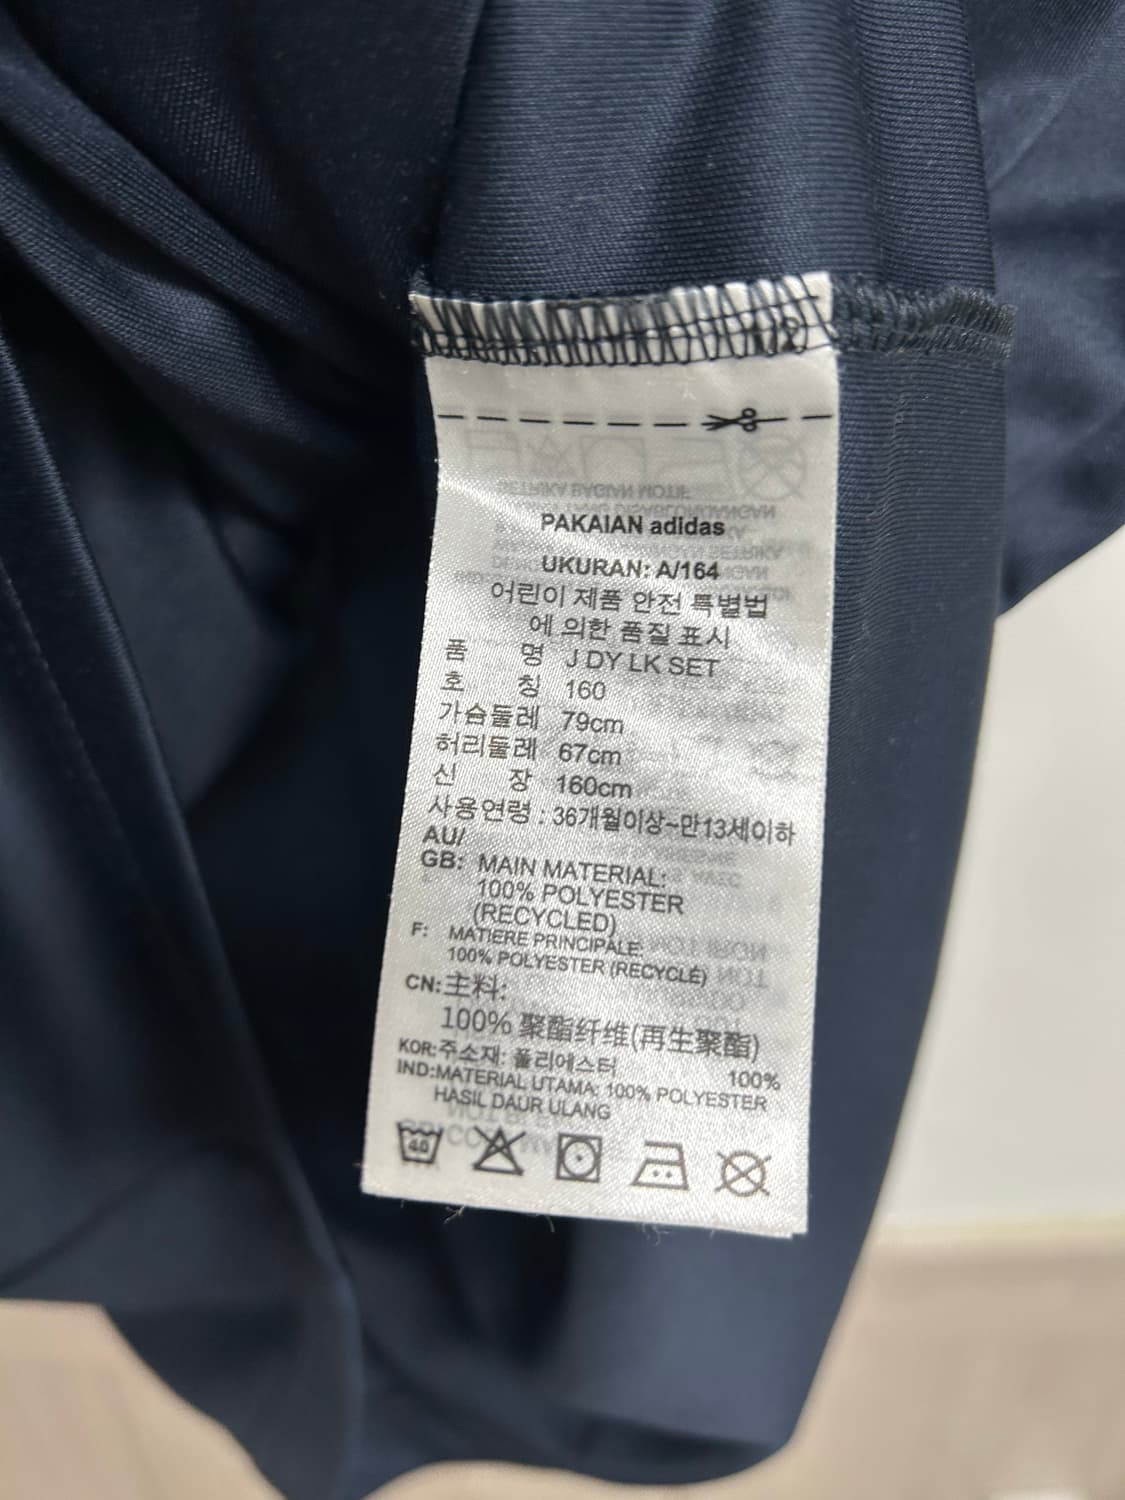 PAKAIAN adidas
UKURAN: A/164
어린이 제품 안전 특별법
에 의한 품질 표시
품 명 J DY LK SET
호 칭 160
가슴둘레 79cm
허리둘레 67cm
신 장 160cm
사용연령 : 36개월이상~만13세이하
AU/
GB: MAIN MATERIAL:
100% POLYESTER
(RECYCLED)
F: MATIERE PRINCIPALE:
100% POLYESTER (RECYCLÉ)
CN:主料:
100% 聚酯纤维(再生聚酯)
KOR:주소재: 폴리에스터 100%
IND:MATERIAL UTAMA: 100% POLYESTER
HASIL DAUR ULANG
40